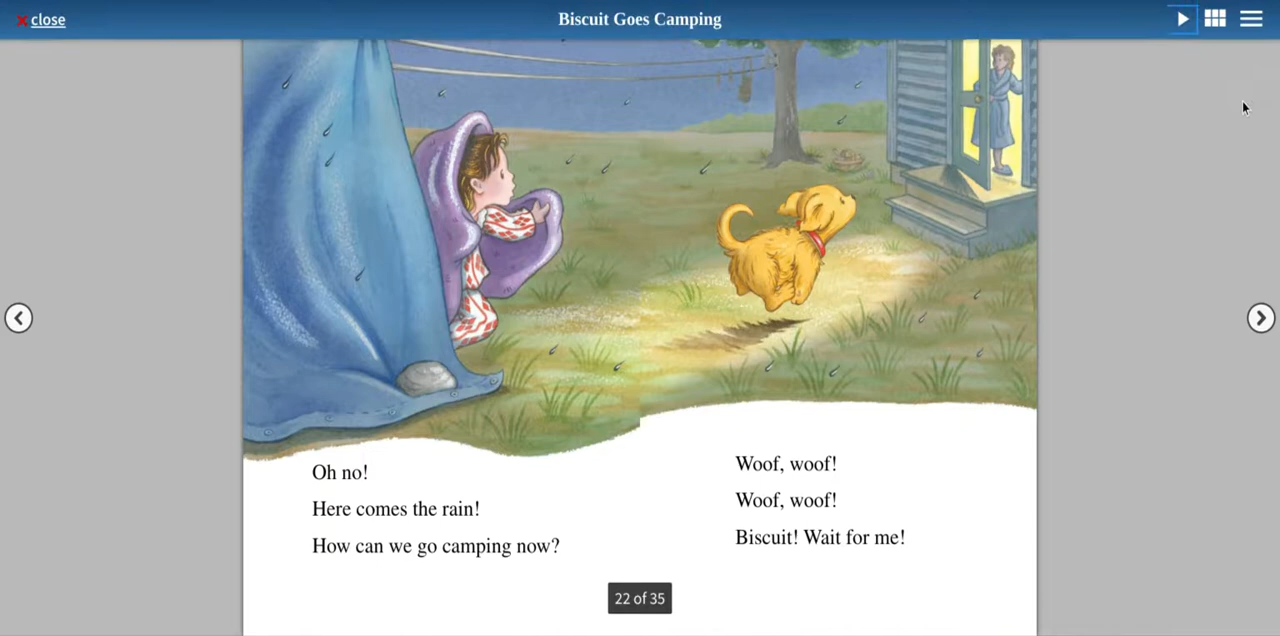 close
Biscuit Goes Camping
Oh no!
Here comes the rain!
How can we go camping now?
Woof, woof!
Woof, woof!
Biscuit! Wait for me!
22 of 35